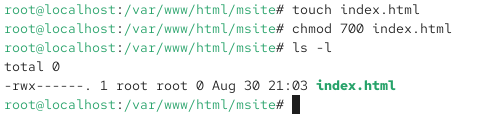 root@localhost:/var/www/html/msite# touch index.html
root@localhost:/var/www/html/msite# chmod 700 index.html
root@localhost:/var/www/html/msite# ls -l
total 0
-rwx------. 1 root root 0 Aug 30 21:03 index.html
root@localhost:/var/www/html/msite#